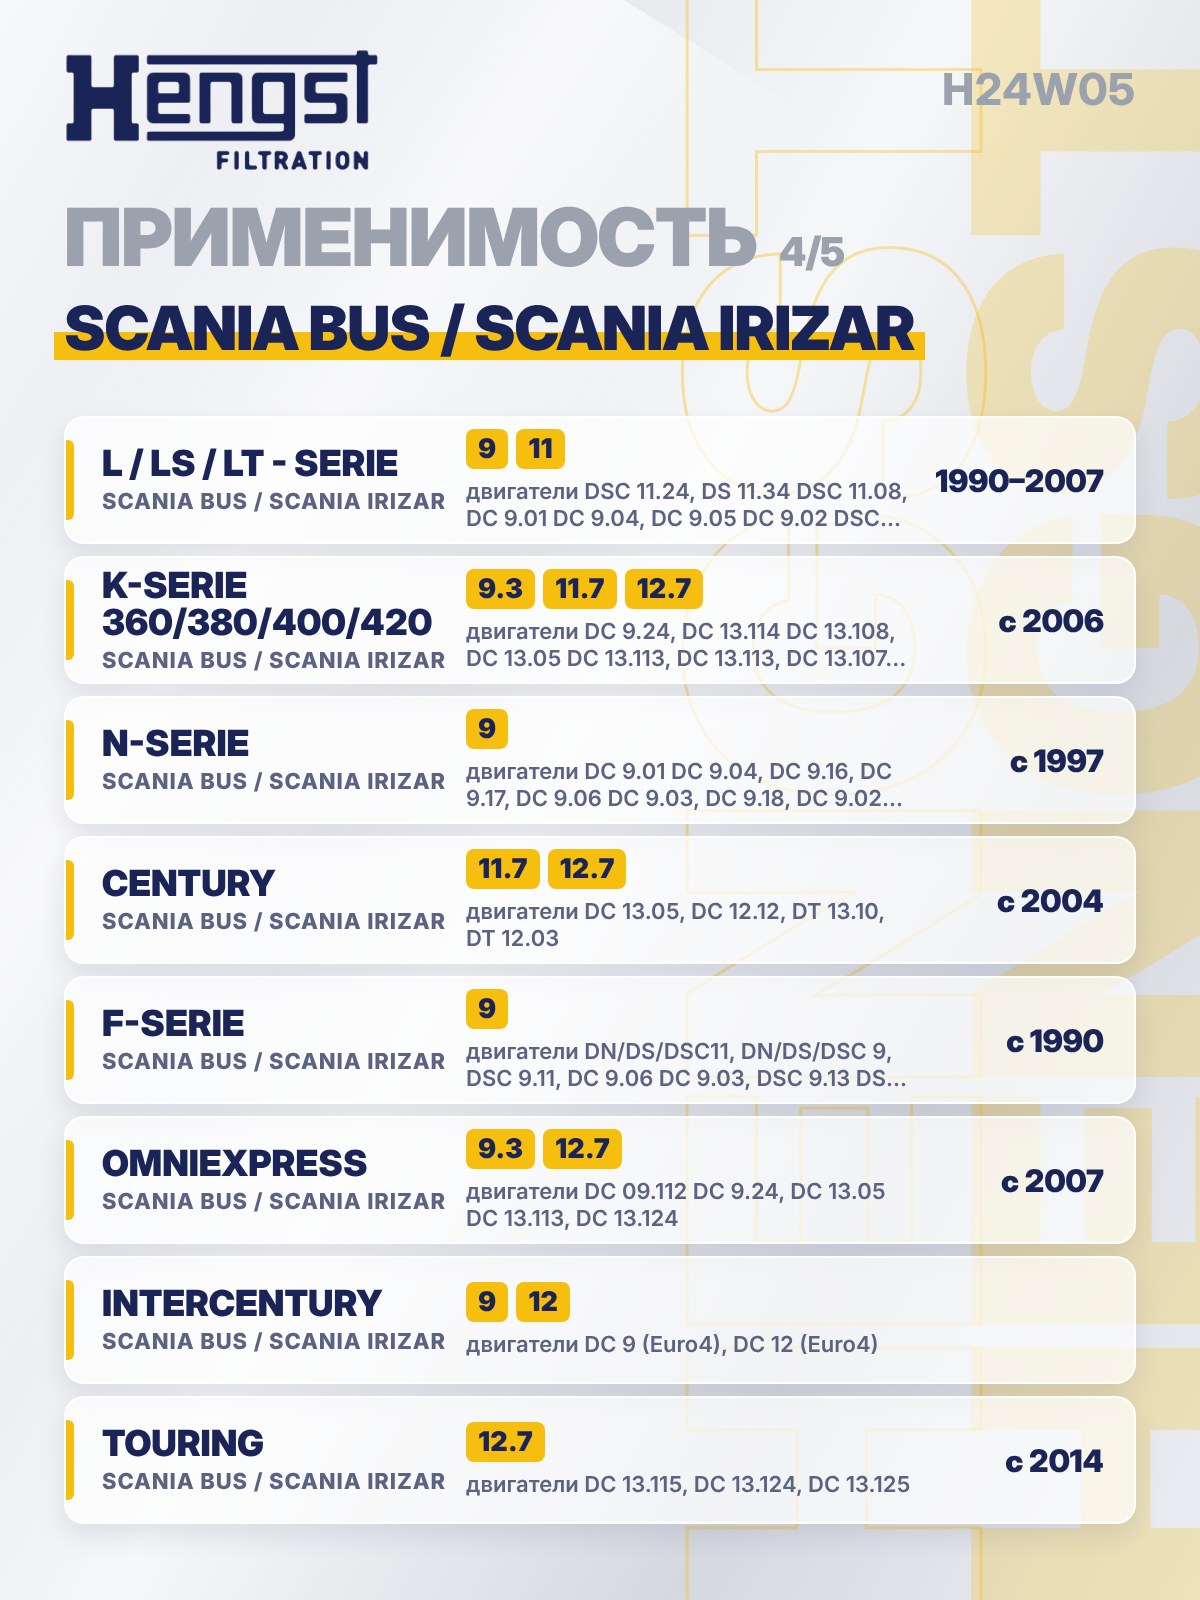 Hengst
FILTRATION
H24W05
ПРИМЕНИМОСТЬ 4/5
SCANIA BUS / SCANIA IRIZAR
L / LS / LT - SERIE
SCANIA BUS / SCANIA IRIZAR
9 11
двигатели DSC 11.24, DS 11.34 DSC 11.08,
DC 9.01 DC 9.04, DC 9.05 DC 9.02 DSC...
1990–2007
K-SERIE
360/380/400/420
SCANIA BUS / SCANIA IRIZAR
9.3 11.7 12.7
двигатели DC 9.24, DC 13.114 DC 13.108,
DC 13.05 DC 13.113, DC 13.113, DC 13.107...
с 2006
N-SERIE
SCANIA BUS / SCANIA IRIZAR
9
двигатели DC 9.01 DC 9.04, DC 9.16, DC
9.17, DC 9.06 DC 9.03, DC 9.18, DC 9.02...
с 1997
CENTURY
SCANIA BUS / SCANIA IRIZAR
11.7 12.7
двигатели DC 13.05, DC 12.12, DT 13.10,
DT 12.03
с 2004
F-SERIE
SCANIA BUS / SCANIA IRIZAR
9
двигатели DN/DS/DSC11, DN/DS/DSC 9,
DSC 9.11, DC 9.06 DC 9.03, DSC 9.13 DS...
с 1990
OMNIEXPRESS
SCANIA BUS / SCANIA IRIZAR
9.3 12.7
двигатели DC 09.112 DC 9.24, DC 13.05
DC 13.113, DC 13.124
с 2007
INTERCENTURY
SCANIA BUS / SCANIA IRIZAR
9 12
двигатели DC 9 (Euro4), DC 12 (Euro4)
TOURING
SCANIA BUS / SCANIA IRIZAR
12.7
двигатели DC 13.115, DC 13.124, DC 13.125
с 2014
HENGST
HENGST